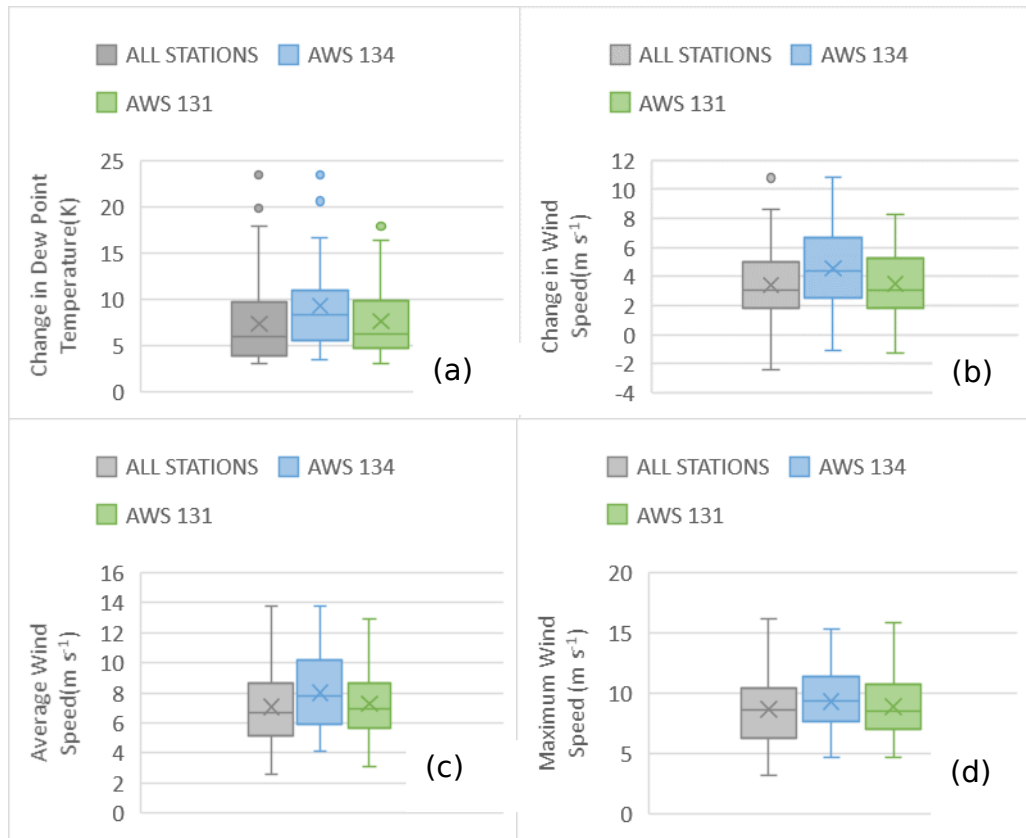 ALL STATIONS
AWS 134
AWS 131
Change in Dew Point
Temperature(K)
25
20
15
10
5
0
(a)
ALL STATIONS
AWS 134
AWS 131
Change in Wind
Speed(m s⁻¹)
12
10
8
6
4
2
0
-2
-4
(b)
ALL STATIONS
AWS 134
AWS 131
Average Wind
Speed(m s⁻¹)
16
14
12
10
8
6
4
2
0
(c)
ALL STATIONS
AWS 134
AWS 131
Maximum Wind
Speed (m s⁻¹)
20
15
10
5
0
(d)